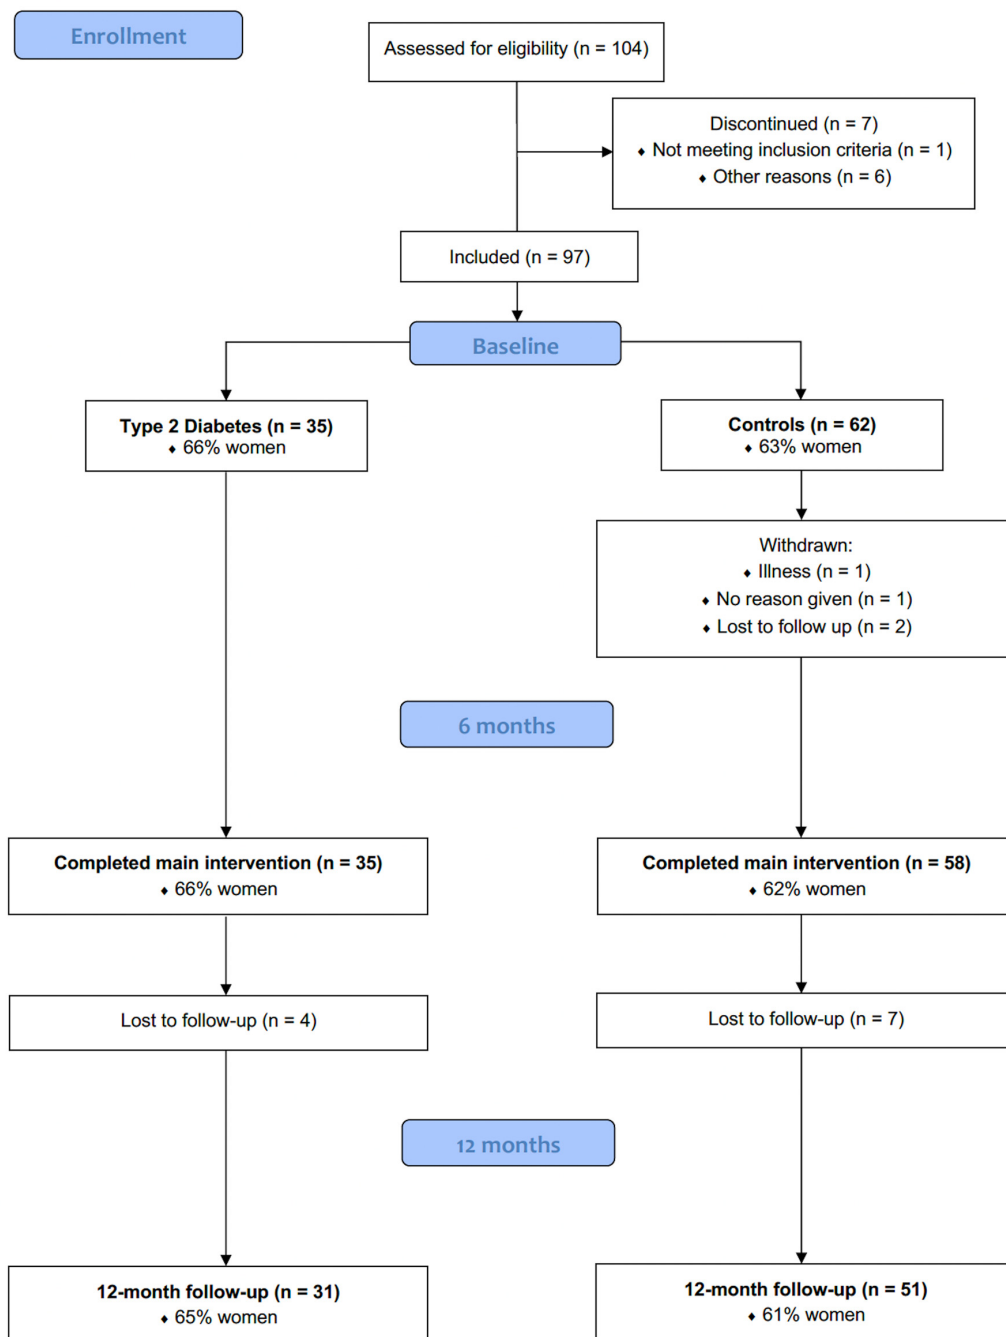 Enrollment
Assessed for eligibility (n = 104)
Discontinued (n = 7)
♦ Not meeting inclusion criteria (n = 1)
♦ Other reasons (n = 6)
Included (n = 97)
Baseline
Type 2 Diabetes (n = 35)
♦ 66% women
Controls (n = 62)
♦ 63% women
Withdrawn:
♦ Illness (n = 1)
♦ No reason given (n = 1)
♦ Lost to follow up (n = 2)
6 months
Completed main intervention (n = 35)
♦ 66% women
Completed main intervention (n = 58)
♦ 62% women
Lost to follow-up (n = 4)
Lost to follow-up (n = 7)
12 months
12-month follow-up (n = 31)
♦ 65% women
12-month follow-up (n = 51)
♦ 61% women